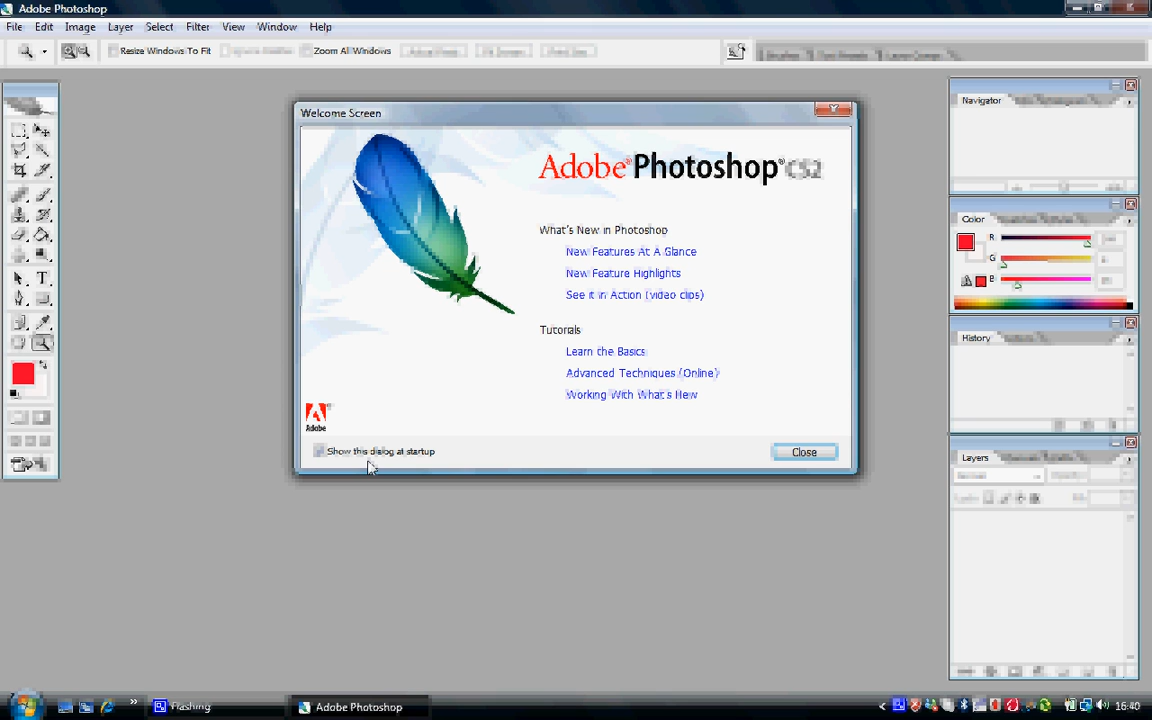 Adobe Photoshop
File Edit Image Layer Select Filter View Window Help
Resize Windows To Fit Zoom All Windows
Welcome Screen
Adobe® Photoshop® CS2
What's New in Photoshop
New Features At A Glance
New Feature Highlights
See it in Action (video clips)
Tutorials
Learn the Basics
Advanced Techniques (Online)
Working With What's New
Adobe
Show this dialog at startup
Close
Navigator
Color
R
G
B
History
Layers
Flashing
Adobe Photoshop
16:40